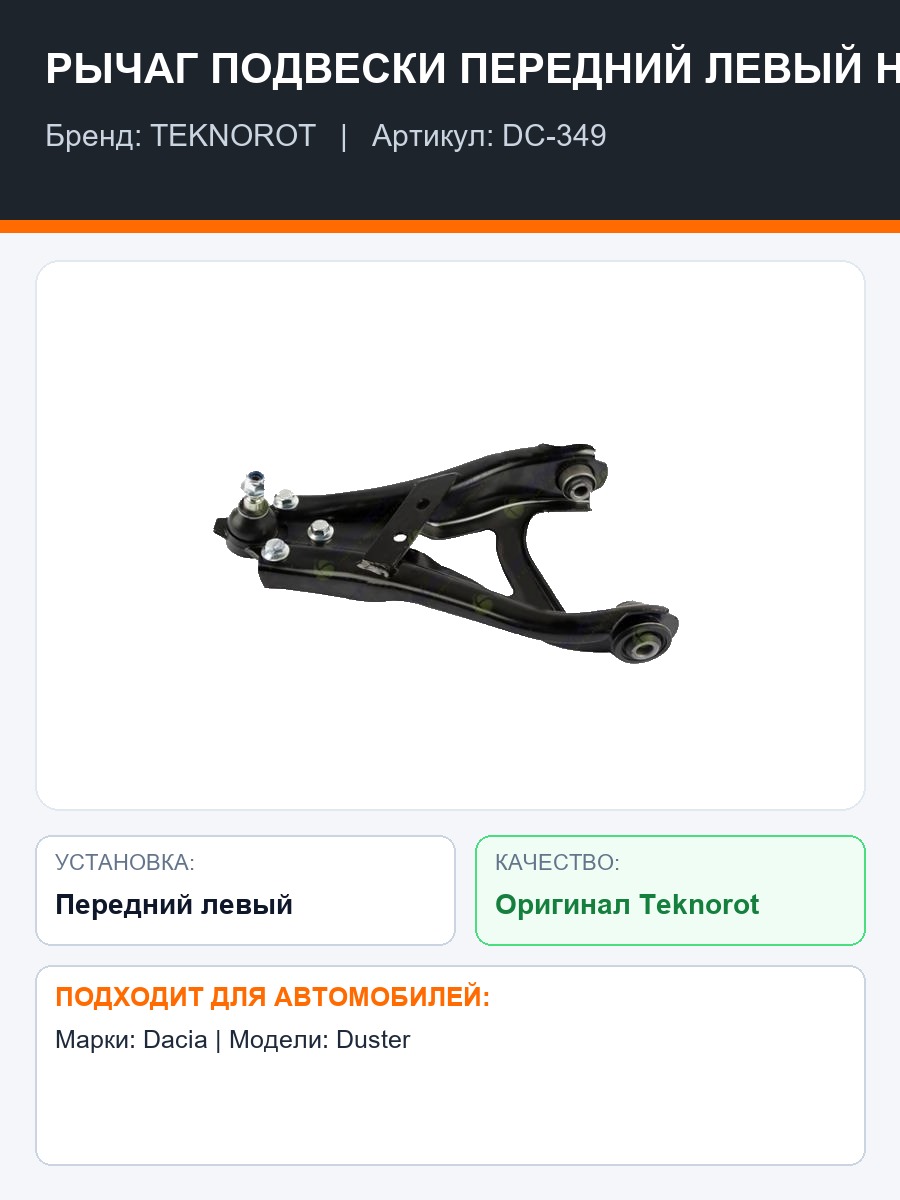 РЫЧАГ ПОДВЕСКИ ПЕРЕДНИЙ ЛЕВЫЙ Н
Бренд: TEKNOROT | Артикул: DC-349
УСТАНОВКА:
Передний левый
КАЧЕСТВО:
Оригинал Teknorot
ПОДХОДИТ ДЛЯ АВТОМОБИЛЕЙ:
Марки: Dacia | Модели: Duster